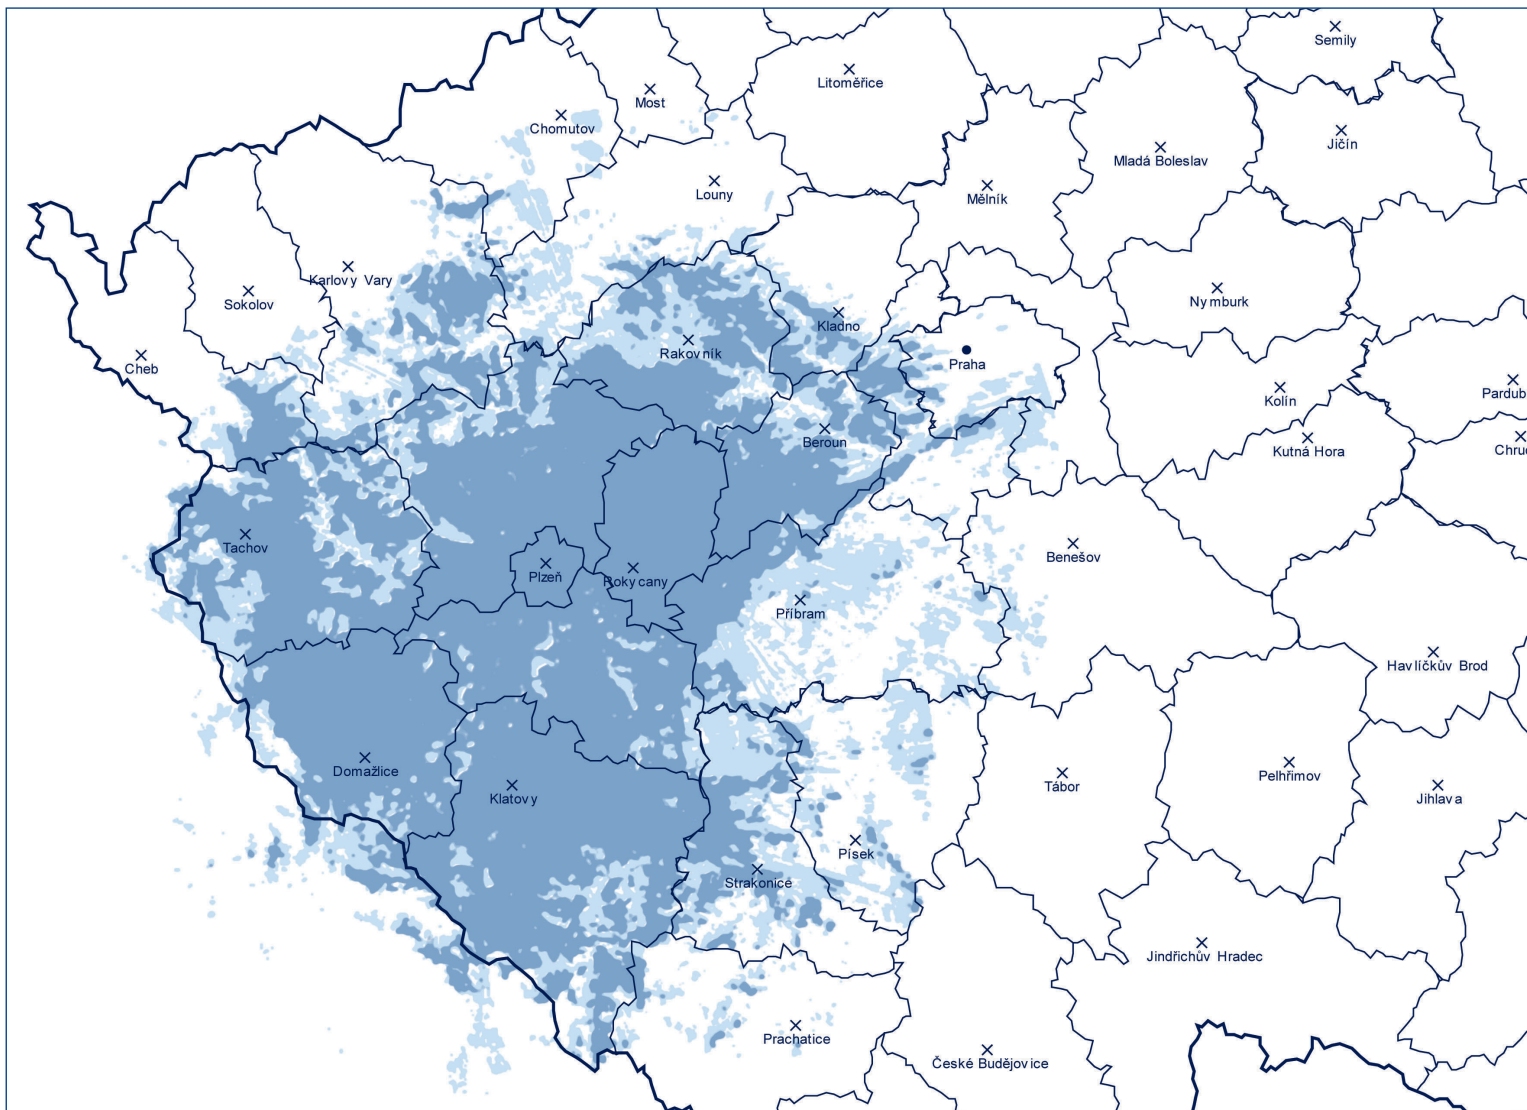 Semily
Litoměřice
Most
Chomutov
Jičín
Mladá Boleslav
Louny
Mělník
Karlovy Vary
Sokolov
Nymburk
Kladno
Rakovník
Praha
Cheb
Kolín
Pardub
Beroun
Kutná Hora
Chrud
Tachov
Benešov
Plzeň
Rokycany
Příbram
Havlíčkův Brod
Domažlice
Pelhřimov
Tábor
Klatovy
Jihlava
Písek
Strakonice
Jindřichův Hradec
Prachatice
České Budějovice